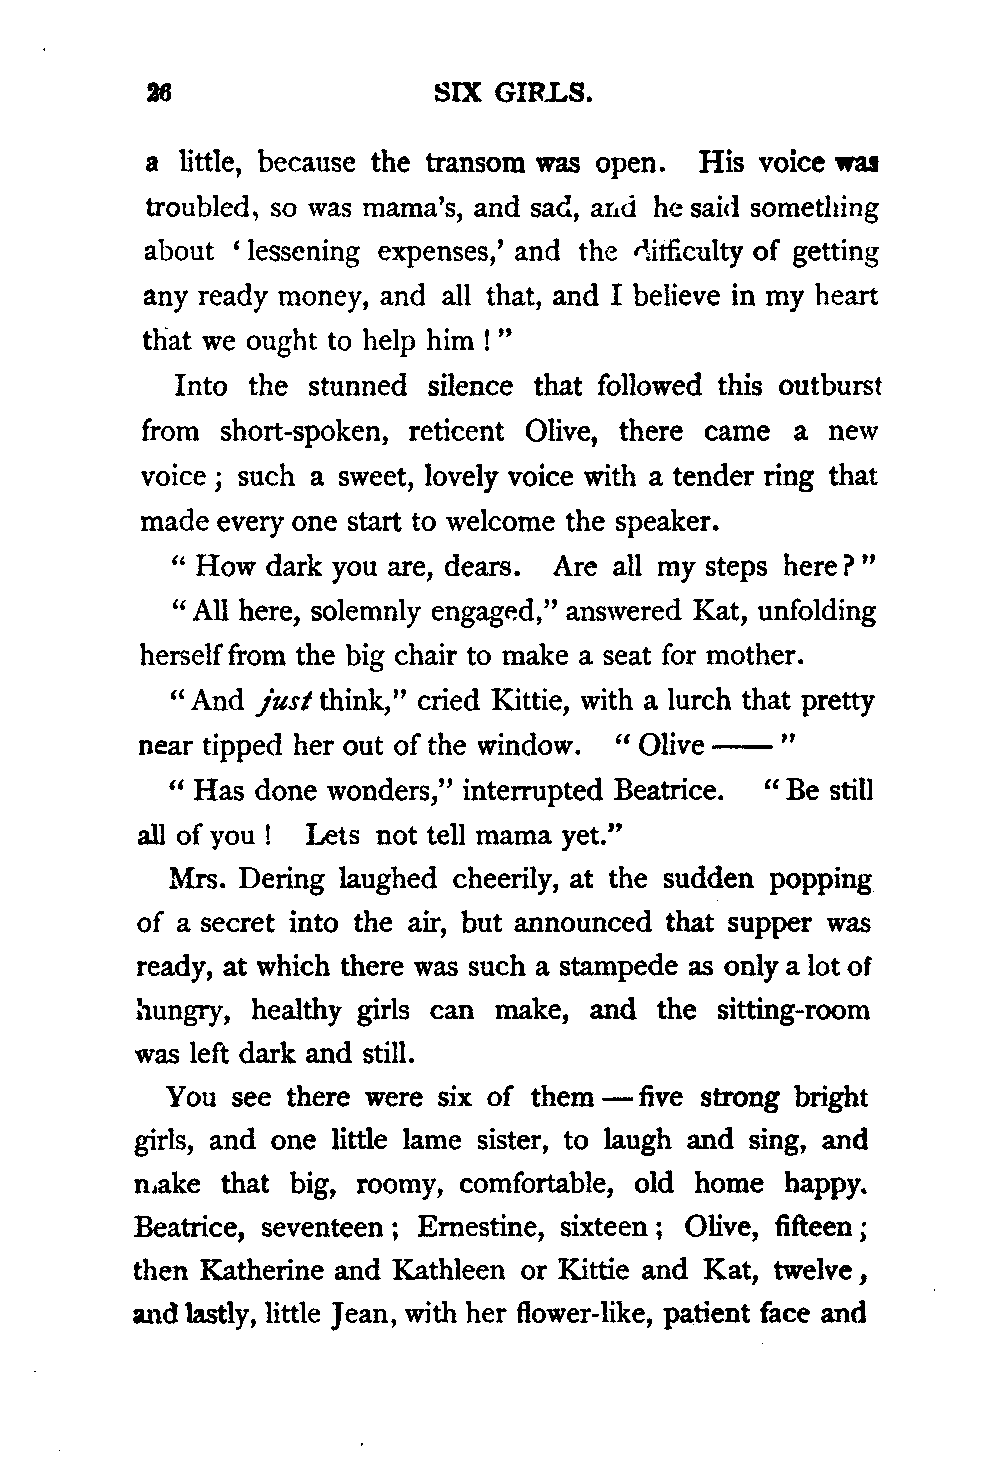 26 SIX GIRLS.
a little, because the transom was open. His voice was
troubled, so was mama's, and sad, and he said something
about ‘lessening expenses,’ and the difficulty of getting
any ready money, and all that, and I believe in my heart
that we ought to help him!”
Into the stunned silence that followed this outburst
from short-spoken, reticent Olive, there came a new
voice; such a sweet, lovely voice with a tender ring that
made every one start to welcome the speaker.
“How dark you are, dears. Are all my steps here?”
“All here, solemnly engaged,” answered Kat, unfolding
herself from the big chair to make a seat for mother.
“And just think,” cried Kittie, with a lurch that pretty
near tipped her out of the window. “Olive——”
“Has done wonders,” interrupted Beatrice. “Be still
all of you! Lets not tell mama yet.”
Mrs. Dering laughed cheerily, at the sudden popping
of a secret into the air, but announced that supper was
ready, at which there was such a stampede as only a lot of
hungry, healthy girls can make, and the sitting-room
was left dark and still.
You see there were six of them—five strong bright
girls, and one little lame sister, to laugh and sing, and
make that big, roomy, comfortable, old home happy.
Beatrice, seventeen; Ernestine, sixteen; Olive, fifteen;
then Katherine and Kathleen or Kittie and Kat, twelve,
and lastly, little Jean, with her flower-like, patient face and